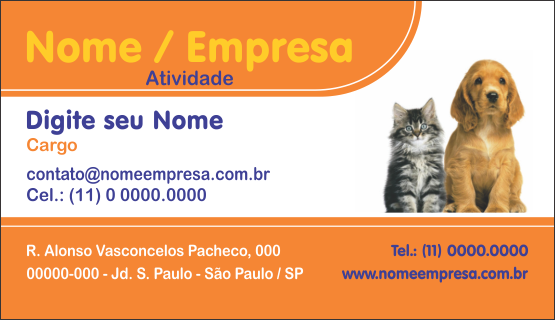 Nome / Empresa
Atividade
Digite seu Nome
Cargo
contato@nomeempresa.com.br
Cel.: (11) 0 0000.0000
R. Alonso Vasconcelos Pacheco, 000
00000-000 - Jd. S. Paulo - São Paulo / SP
Tel.: (11) 0000.0000
www.nomeempresa.com.br